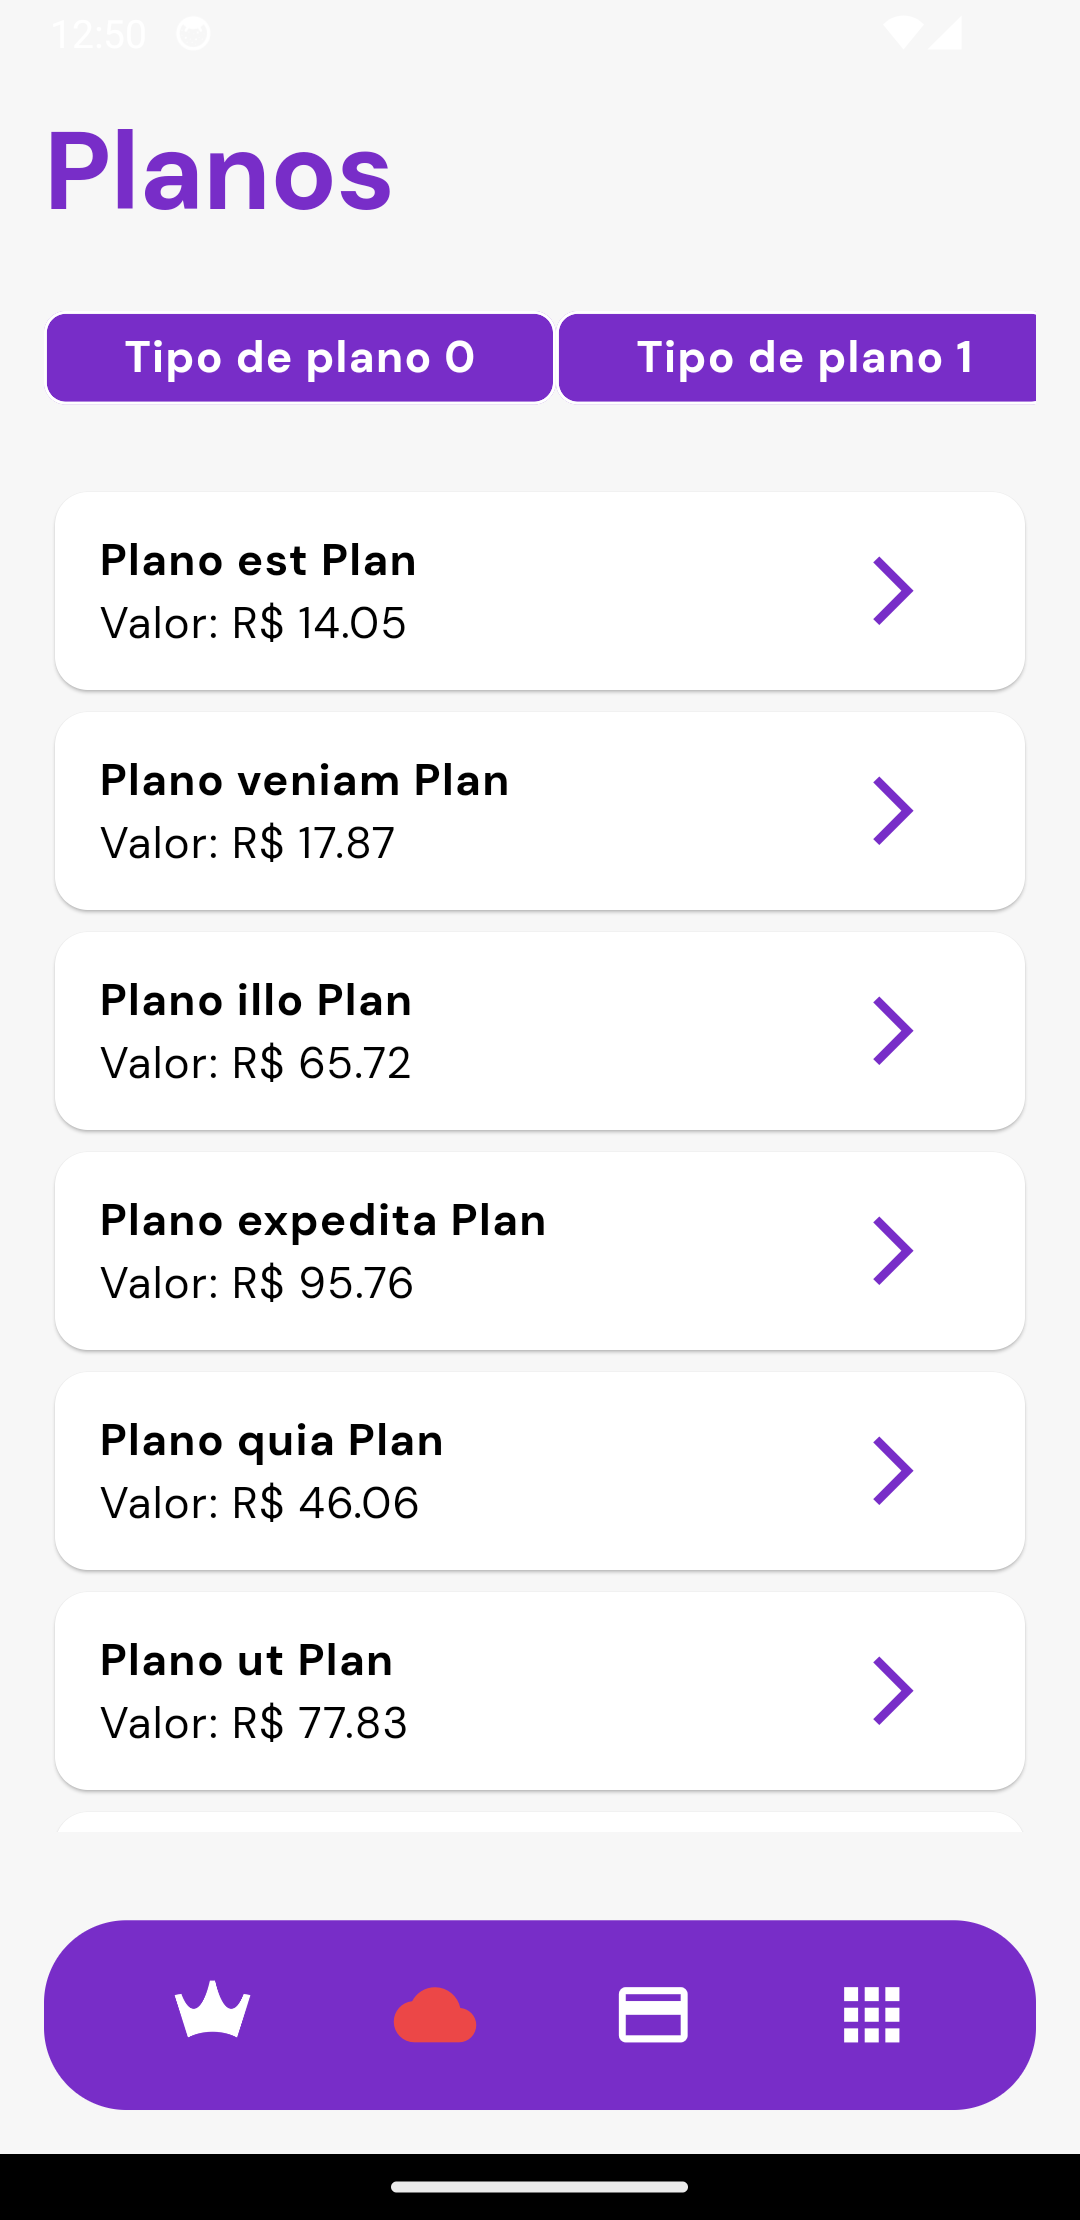 12:50
Planos
Tipo de plano 0 Tipo de plano 1
Plano est Plan
Valor: R$ 14.05
Plano veniam Plan
Valor: R$ 17.87
Plano illo Plan
Valor: R$ 65.72
Plano expedita Plan
Valor: R$ 95.76
Plano quia Plan
Valor: R$ 46.06
Plano ut Plan
Valor: R$ 77.83